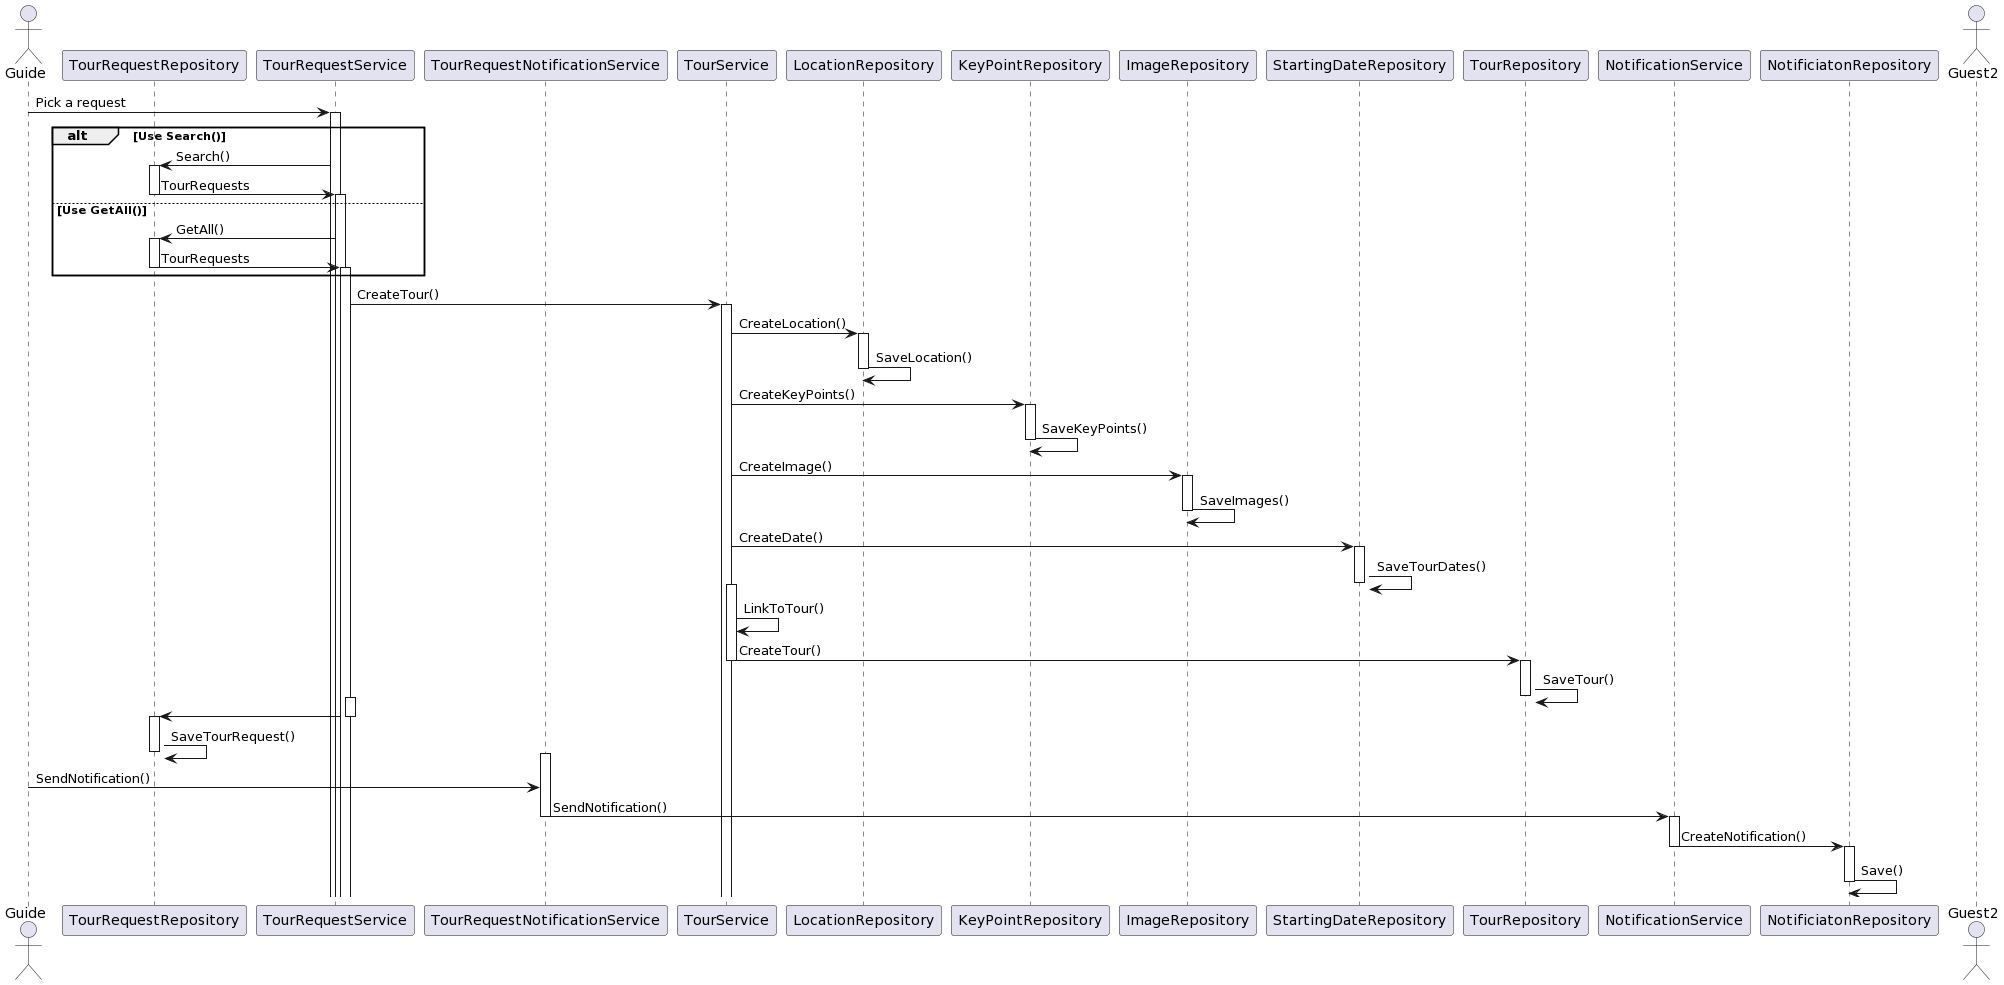 Guide
TourRequestRepository
TourRequestService
TourRequestNotificationService
TourService
LocationRepository
KeyPointRepository
ImageRepository
StartingDateRepository
TourRepository
NotificationService
NotificiatonRepository
Guest2
Pick a request
alt
[Use Search()]
Search()
TourRequests
[Use GetAll()]
GetAll()
TourRequests
CreateTour()
CreateLocation()
SaveLocation()
CreateKeyPoints()
SaveKeyPoints()
CreateImage()
SaveImages()
CreateDate()
SaveTourDates()
LinkToTour()
CreateTour()
SaveTour()
SaveTourRequest()
SendNotification()
SendNotification()
CreateNotification()
Save()
Guide
TourRequestRepository
TourRequestService
TourRequestNotificationService
TourService
LocationRepository
KeyPointRepository
ImageRepository
StartingDateRepository
TourRepository
NotificationService
NotificiatonRepository
Guest2